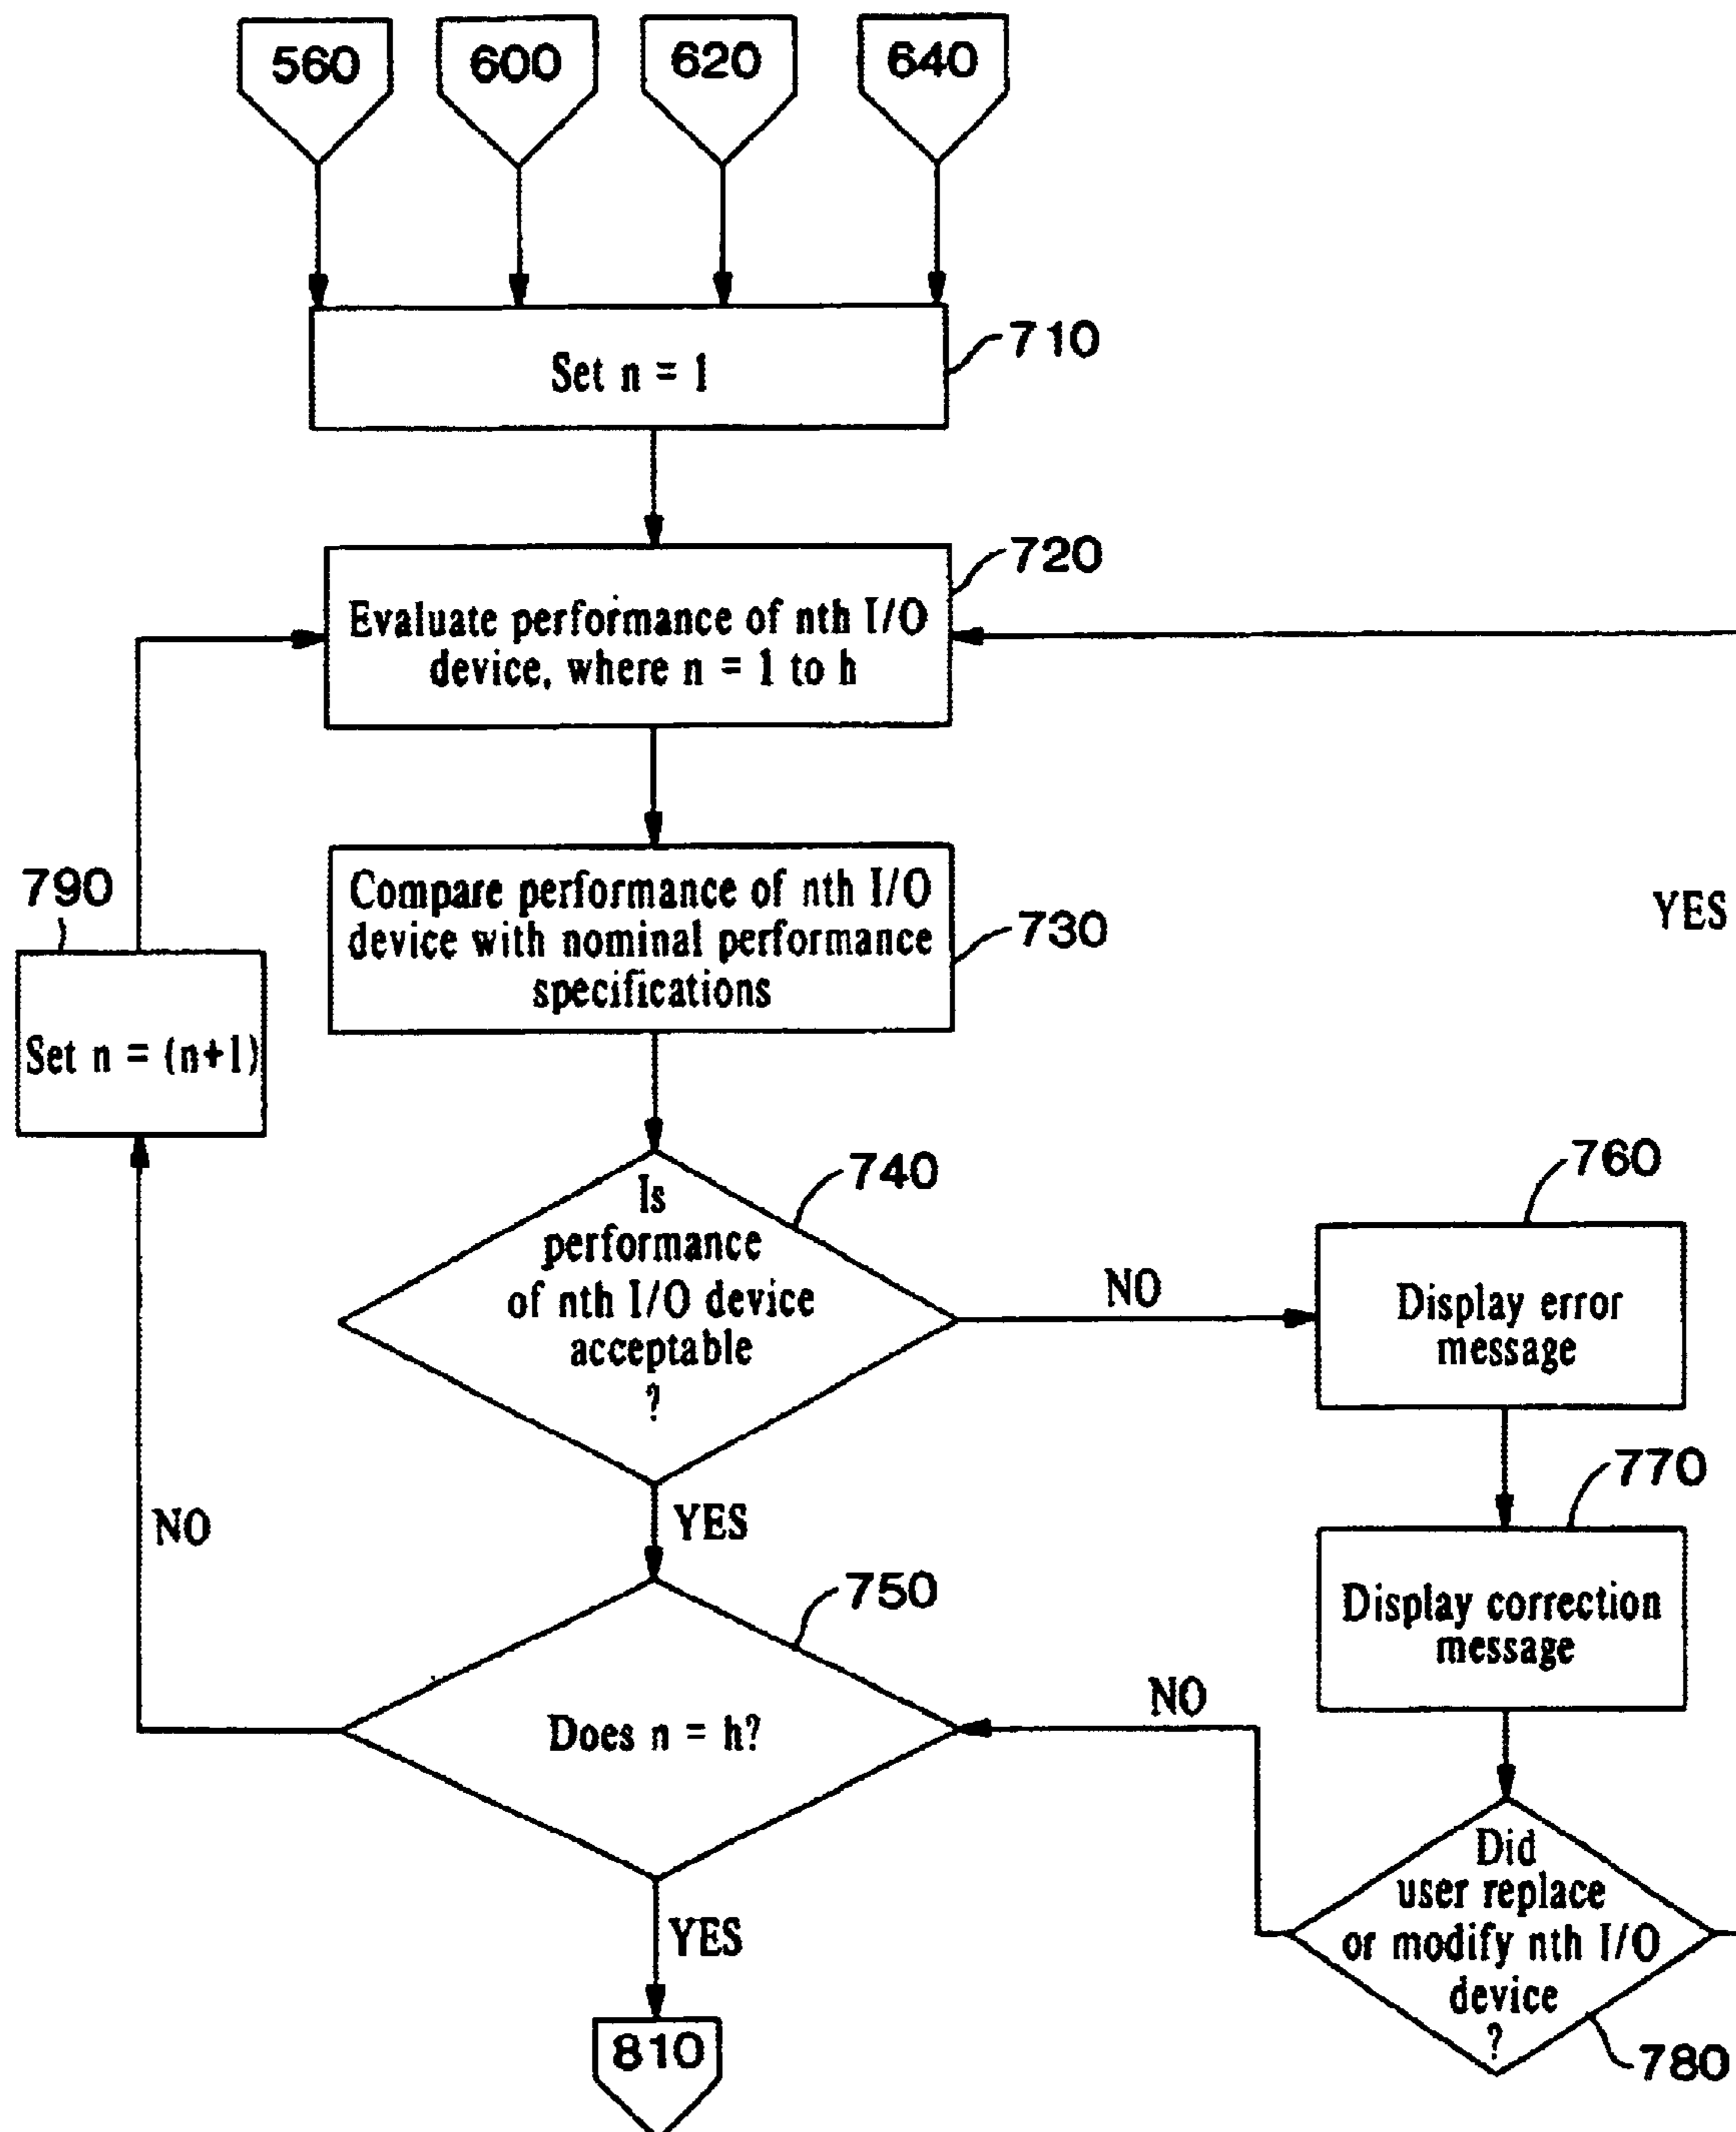 560
600
620
640
710
Set n = 1
720
Evaluate performance of nth I/O
device, where n = 1 to h
790
Set n = (n+1)
Compare performance of nth I/O
device with nominal performance
specifications
730
YES
740
Is
performance
of nth I/O device
acceptable
?
NO
760
Display error
message
770
Display correction
message
NO
YES
750
Does n = h?
NO
Did
user replace
or modify nth I/O
device
?
780
YES
810